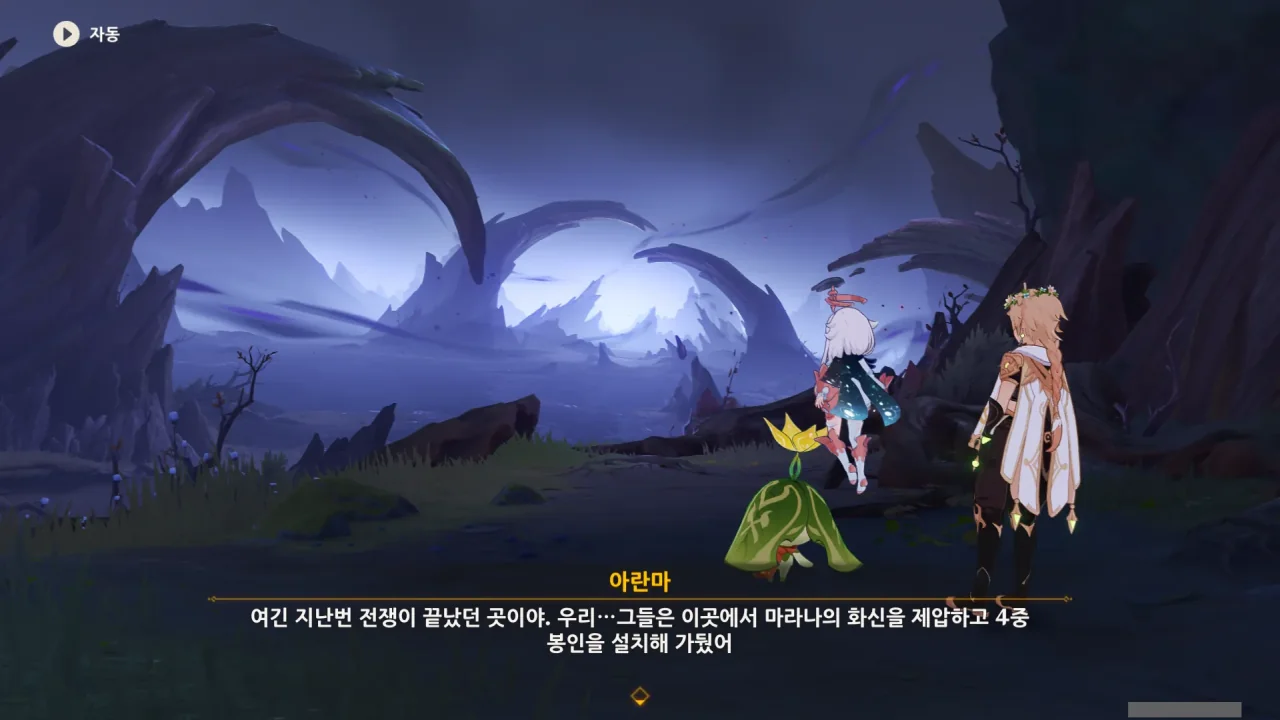 자동
아란마
여긴 지난번 전쟁이 끝났던 곳이야. 우리…그들은 이곳에서 마라나의 화신을 제압하고 4중
봉인을 설치해 가뒀어